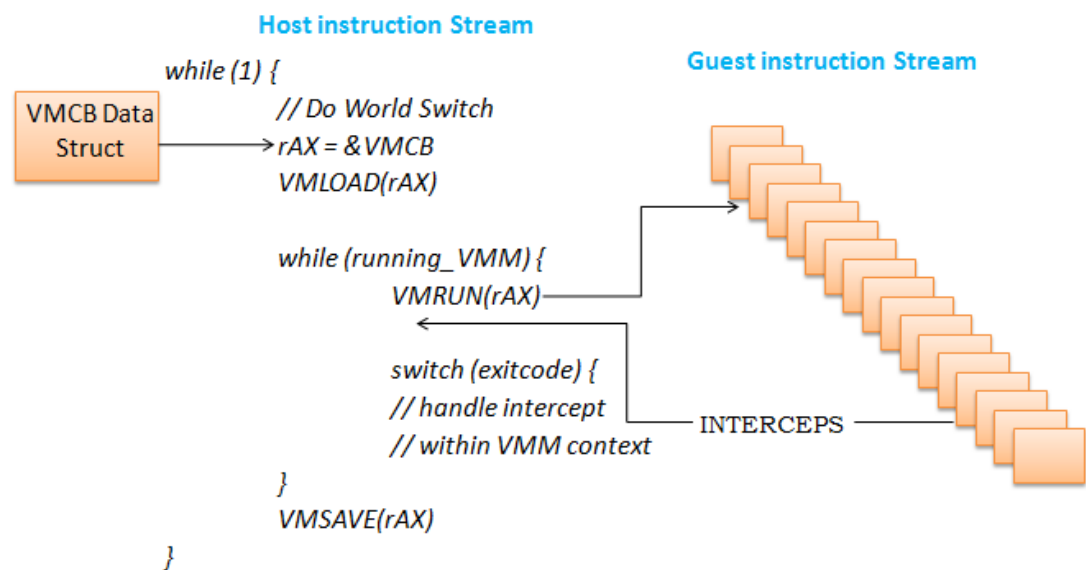 Host instruction Stream
Guest instruction Stream
while (1) {
VMCB Data
Struct
// Do World Switch
rAX = &VMCB
VMLOAD(rAX)
while (running_VMM) {
VMRUN(rAX)
switch (exitcode) {
// handle intercept
// within VMM context
INTERCEPS
}
VMSAVE(rAX)
}